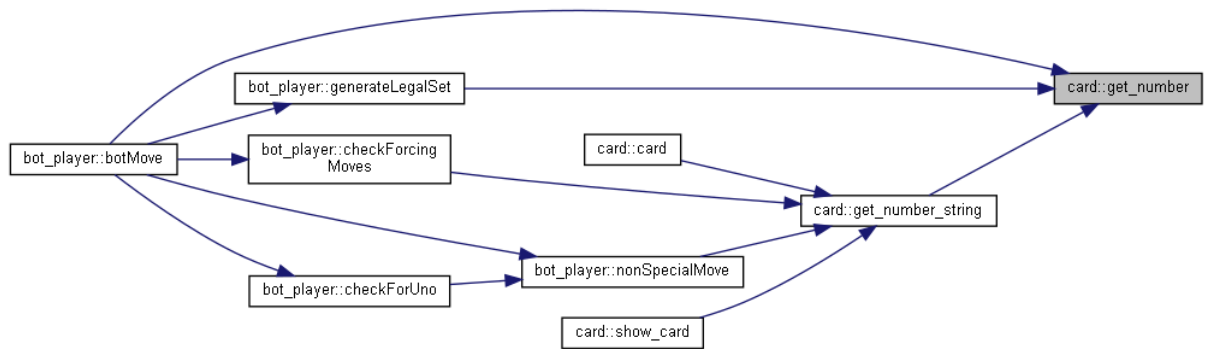 bot_player::generateLegalSet
card::get_number
bot_player::botMove
bot_player::checkForcing
Moves
card::card
card::get_number_string
bot_player::nonSpecialMove
bot_player::checkForUno
card::show_card